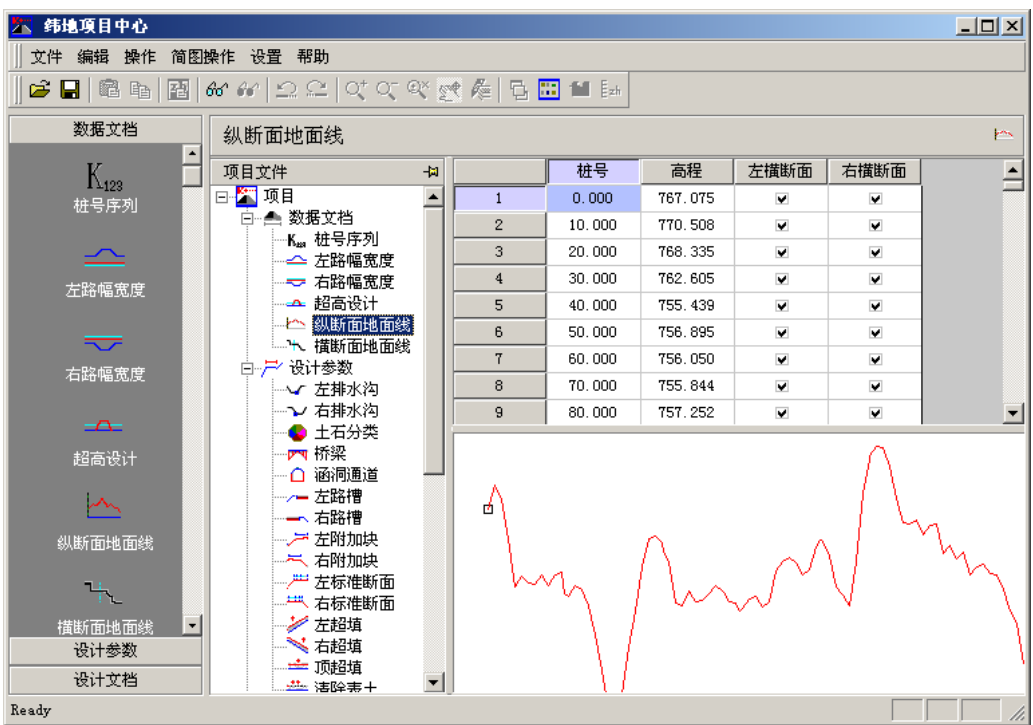 纬地项目中心
文件 编辑 操作 简图操作 设置 帮助
数据文档
K123
桩号序列
左路幅宽度
右路幅宽度
超高设计
纵断面地面线
横断面地面线
设计参数
设计文档
纵断面地面线
项目文件
项目
数据文档
桩号序列
左路幅宽度
右路幅宽度
超高设计
纵断面地面线
横断面地面线
设计参数
左排水沟
右排水沟
土石分类
桥梁
涵洞通道
左路槽
右路槽
左附加块
右附加块
左标准断面
右标准断面
左超填
右超填
顶超填
清除表土
桩号 高程 左横断面 右横断面
1 0.000 767.075
2 10.000 770.508
3 20.000 768.335
4 30.000 762.605
5 40.000 755.439
6 50.000 756.895
7 60.000 756.050
8 70.000 755.844
9 80.000 757.252
Ready